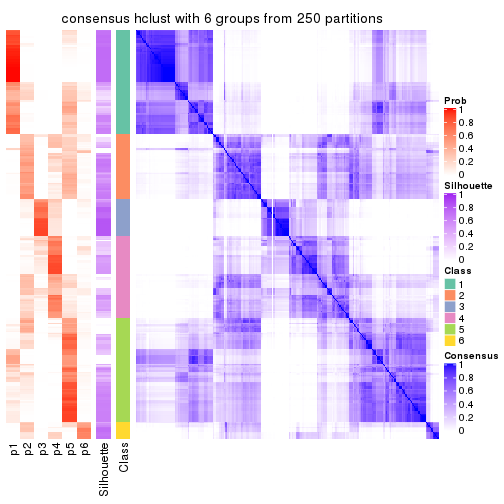 consensus hclust with 6 groups from 250 partitions
Prob
1
0.8
0.6
0.4
0.2
0
Silhouette
1
0.8
0.6
0.4
0.2
0
Class
1
2
3
4
5
6
Consensus
1
0.8
0.6
0.4
0.2
0
p1
p2
p3
p4
p5
p6
Silhouette
Class